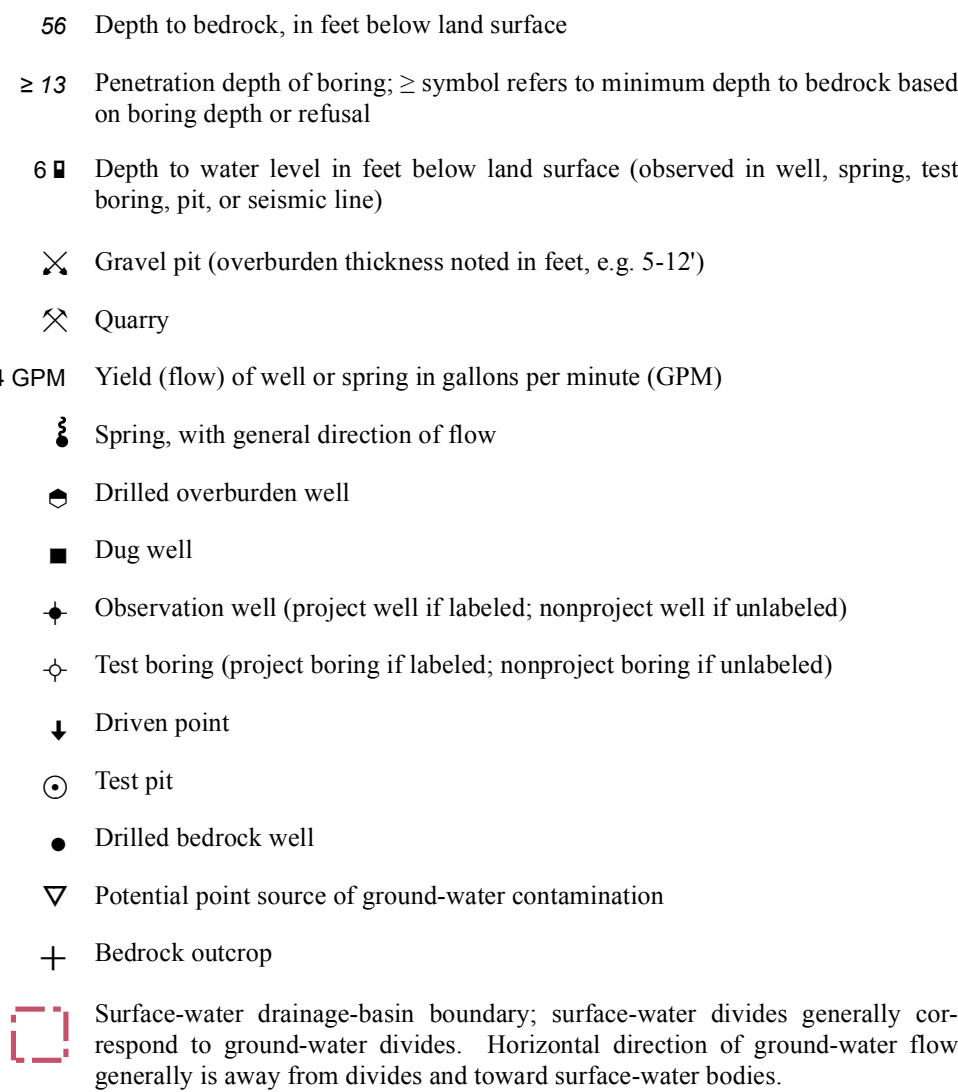 56 Depth to bedrock, in feet below land surface
≥ 13 Penetration depth of boring; ≥ symbol refers to minimum depth to bedrock based
on boring depth or refusal
6 Depth to water level in feet below land surface (observed in well, spring, test
boring, pit, or seismic line)
Gravel pit (overburden thickness noted in feet, e.g. 5-12')
Quarry
GPM Yield (flow) of well or spring in gallons per minute (GPM)
Spring, with general direction of flow
Drilled overburden well
Dug well
Observation well (project well if labeled; nonproject well if unlabeled)
Test boring (project boring if labeled; nonproject boring if unlabeled)
Driven point
Test pit
Drilled bedrock well
Potential point source of ground-water contamination
Bedrock outcrop
Surface-water drainage-basin boundary; surface-water divides generally cor-
respond to ground-water divides. Horizontal direction of ground-water flow
generally is away from divides and toward surface-water bodies.